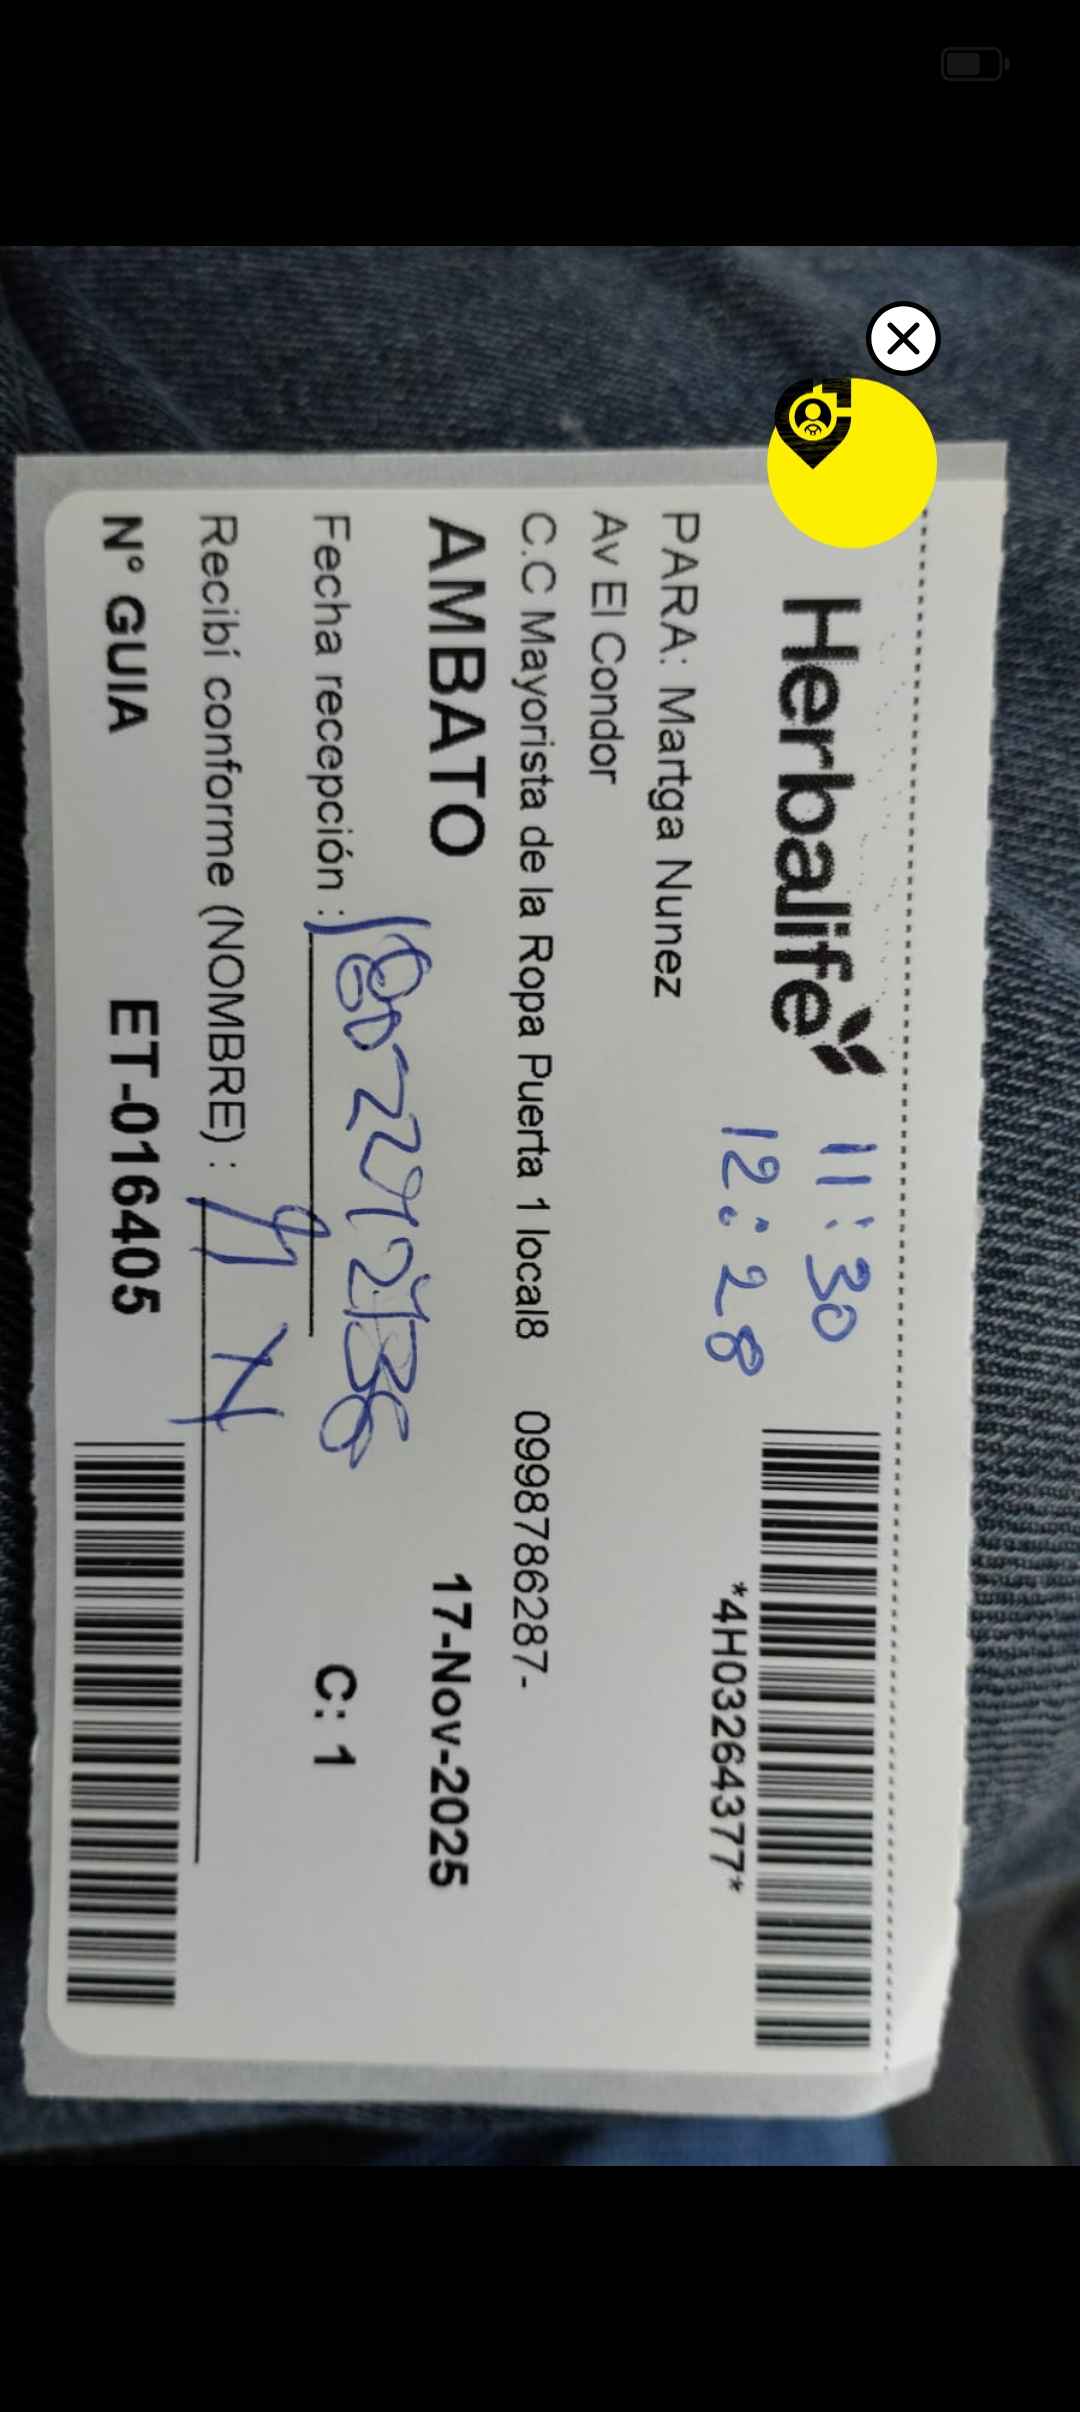 Herbalife
11:30
12:28
*4H03264377*
PARA: Martga Nunez
Av El Condor
C.C Mayorista de la Ropa Puerta 1 local8 0998786287-
AMBATO 17-Nov-2025
Fecha recepción :
C: 1
Recibí conforme (NOMBRE) :
N° GUIA ET-016405